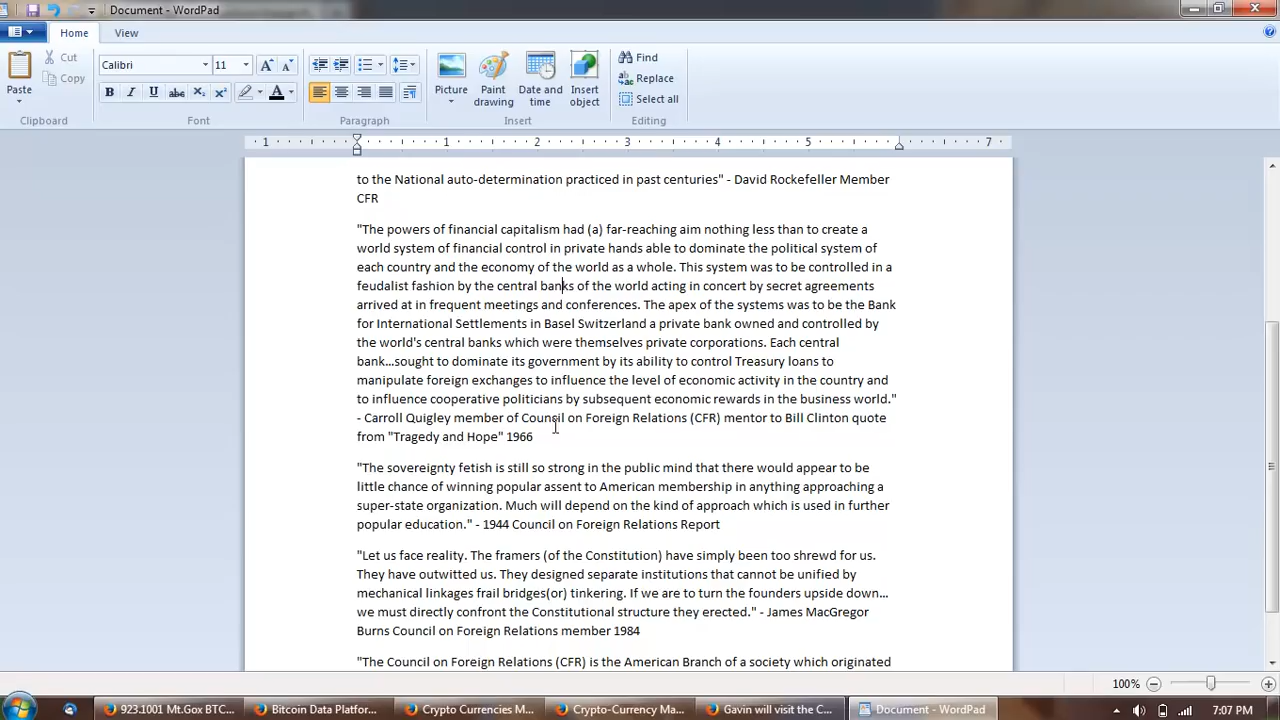 Document - WordPad
Home View
Paste
Cut
Copy
Calibri 11
Picture
Paint drawing
Date and time
Insert object
Find
Replace
Select all
Clipboard Font Paragraph Insert Editing
1 1 2 3 4 5 7
to the National auto-determination practiced in past centuries" - David Rockefeller Member
CFR
"The powers of financial capitalism had (a) far-reaching aim nothing less than to create a
world system of financial control in private hands able to dominate the political system of
each country and the economy of the world as a whole. This system was to be controlled in a
feudalist fashion by the central banks of the world acting in concert by secret agreements
arrived at in frequent meetings and conferences. The apex of the systems was to be the Bank
for International Settlements in Basel Switzerland a private bank owned and controlled by
the world's central banks which were themselves private corporations. Each central
bank...sought to dominate its government by its ability to control Treasury loans to
manipulate foreign exchanges to influence the level of economic activity in the country and
to influence cooperative politicians by subsequent economic rewards in the business world."
- Carroll Quigley member of Council on Foreign Relations (CFR) mentor to Bill Clinton quote
from "Tragedy and Hope" 1966
"The sovereignty fetish is still so strong in the public mind that there would appear to be
little chance of winning popular assent to American membership in anything approaching a
super-state organization. Much will depend on the kind of approach which is used in further
popular education." - 1944 Council on Foreign Relations Report
"Let us face reality. The framers (of the Constitution) have simply been too shrewd for us.
They have outwitted us. They designed separate institutions that cannot be unified by
mechanical linkages frail bridges(or) tinkering. If we are to turn the founders upside down...
we must directly confront the Constitutional structure they erected." - James MacGregor
Burns Council on Foreign Relations member 1984
"The Council on Foreign Relations (CFR) is the American Branch of a society which originated
100%
923.1001 Mt.Gox BTC... Bitcoin Data Platfor... Crypto Currencies M... Crypto-Currency Ma... Gavin will visit the C... Document - WordPad 7:07 PM